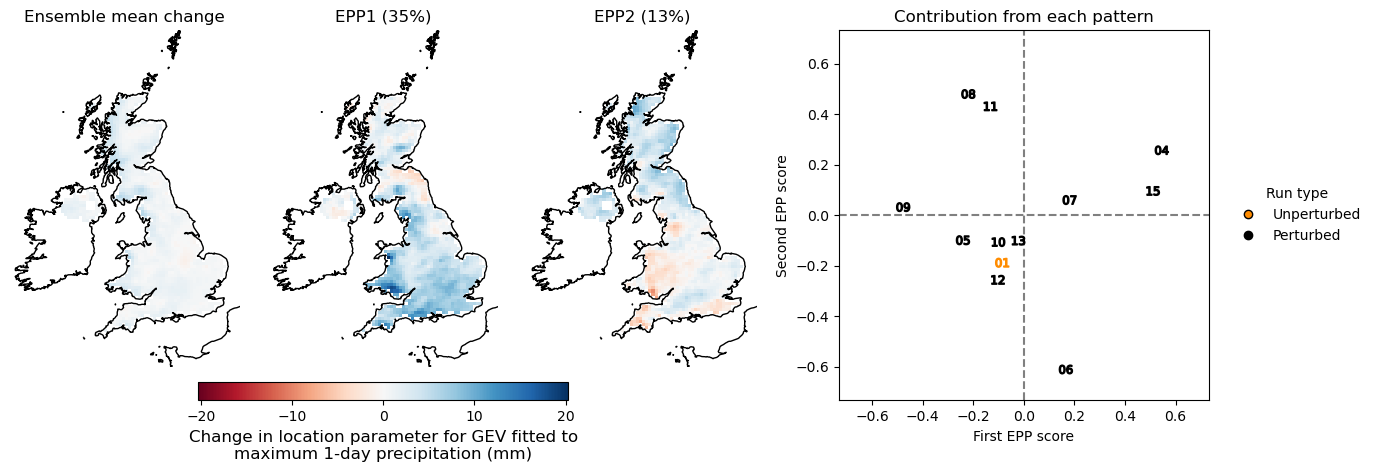 Ensemble mean change
EPP1 (35%)
EPP2 (13%)
−20
−10
0
10
20
Change in location parameter for GEV fitted to
maximum 1-day precipitation (mm)
Contribution from each pattern
Second EPP score
0.6
0.4
0.2
0.0
−0.2
−0.4
−0.6
08
11
04
15
07
09
05
10
13
01
12
06
−0.6
−0.4
−0.2
0.0
0.2
0.4
0.6
First EPP score
Run type
Unperturbed
Perturbed